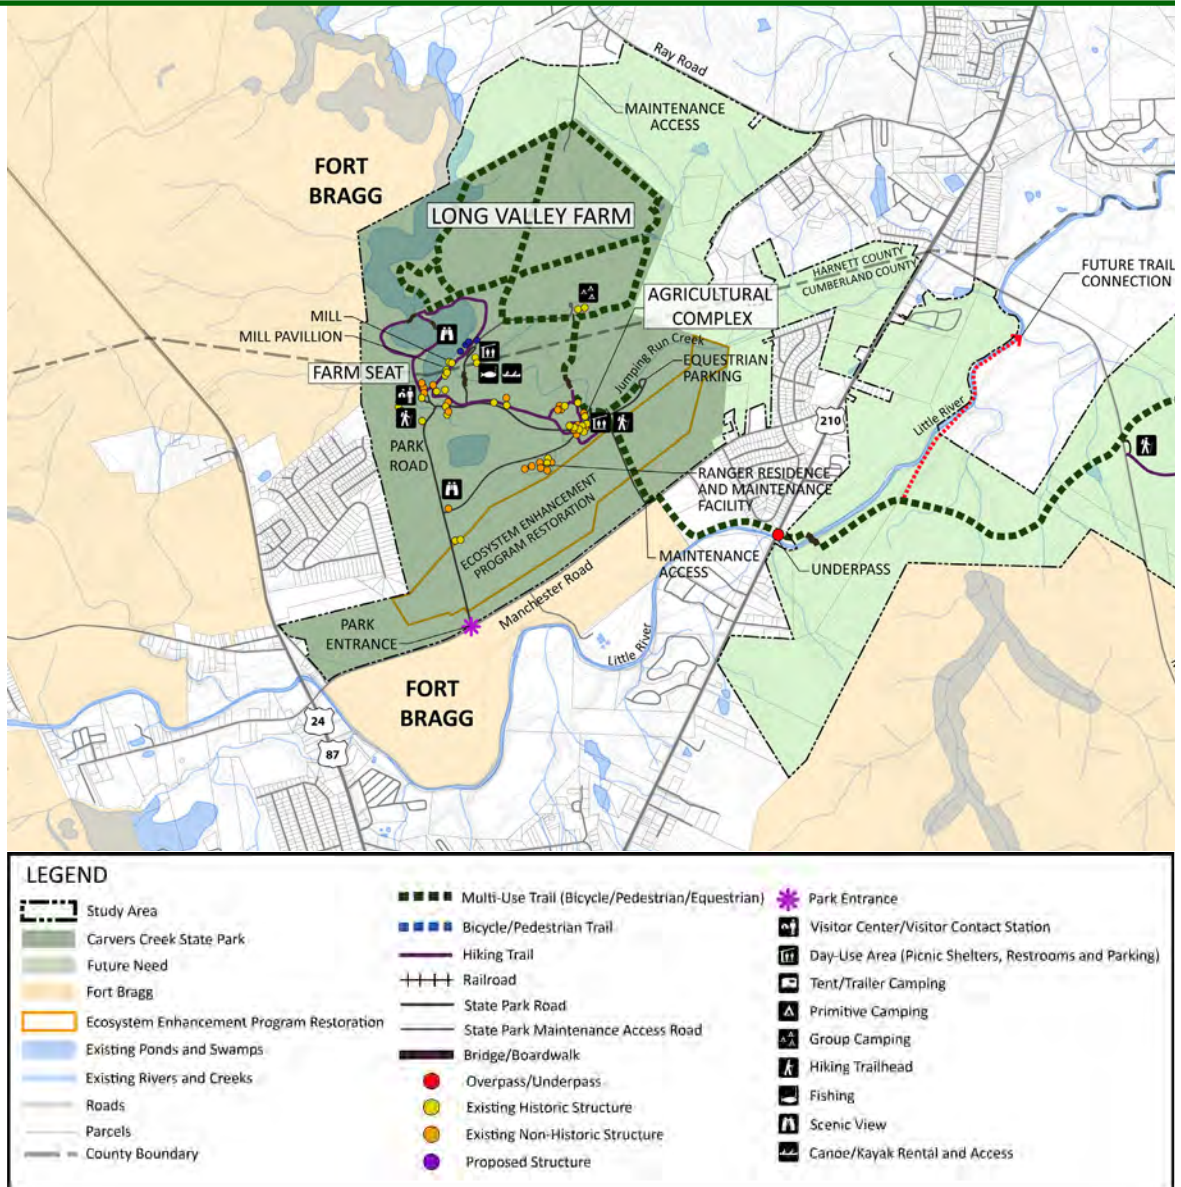 Ray Road
MAINTENANCE
ACCESS
FORT
BRAGG
LONG VALLEY FARM
HARNETT COUNTY
CUMBERLAND COUNTY
FUTURE TRAIL
CONNECTION
AGRICULTURAL
COMPLEX
MILL
MILL PAVILLION
FARM SEAT
Jumping Run Creek
EQUESTRIAN
PARKING
Little River
210
PARK
ROAD
RANGER RESIDENCE
AND MAINTENANCE
FACILITY
ECOSYSTEM ENHANCEMENT
PROGRAM RESTORATION
MAINTENANCE
ACCESS
UNDERPASS
Manchester Road
PARK
ENTRANCE
Little River
FORT
BRAGG
24
87
LEGEND
Study Area
Carvers Creek State Park
Future Need
Fort Bragg
Ecosystem Enhancement Program Restoration
Existing Ponds and Swamps
Existing Rivers and Creeks
Roads
Parcels
County Boundary
Multi-Use Trail (Bicycle/Pedestrian/Equestrian)
Bicycle/Pedestrian Trail
Hiking Trail
Railroad
State Park Road
State Park Maintenance Access Road
Bridge/Boardwalk
Overpass/Underpass
Existing Historic Structure
Existing Non-Historic Structure
Proposed Structure
Park Entrance
Visitor Center/Visitor Contact Station
Day-Use Area (Picnic Shelters, Restrooms and Parking)
Tent/Trailer Camping
Primitive Camping
Group Camping
Hiking Trailhead
Fishing
Scenic View
Canoe/Kayak Rental and Access